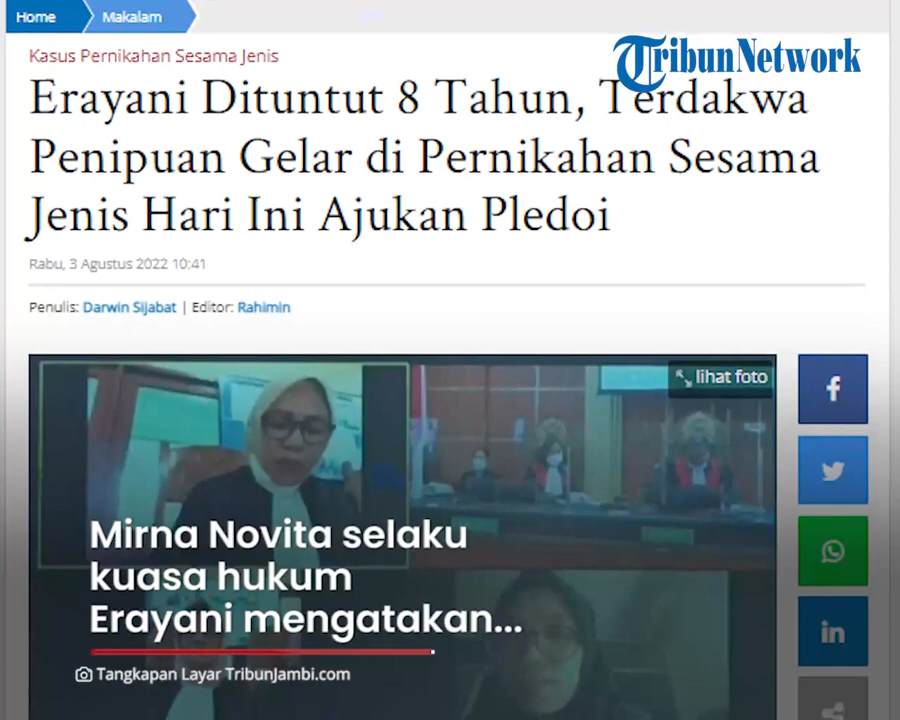 Home Makalam
Kasus Pernikahan Sesama Jenis
TribunNetwork
Erayani Dituntut 8 Tahun, Terdakwa
Penipuan Gelar di Pernikahan Sesama
Jenis Hari Ini Ajukan Pledoi
Rabu, 3 Agustus 2022 10:41
Penulis: Darwin Sijabat | Editor: Rahimin
lihat foto
Mirna Novita selaku
kuasa hukum
Erayani mengatakan...
Tangkapan Layar TribunJambi.com